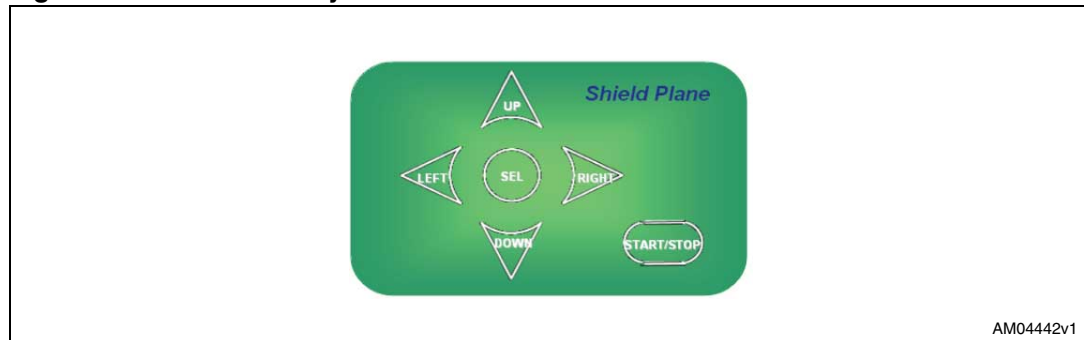 UP
Shield Plane
LEFT
SEL
RIGHT
DOWN
START/STOP
AM04442v1